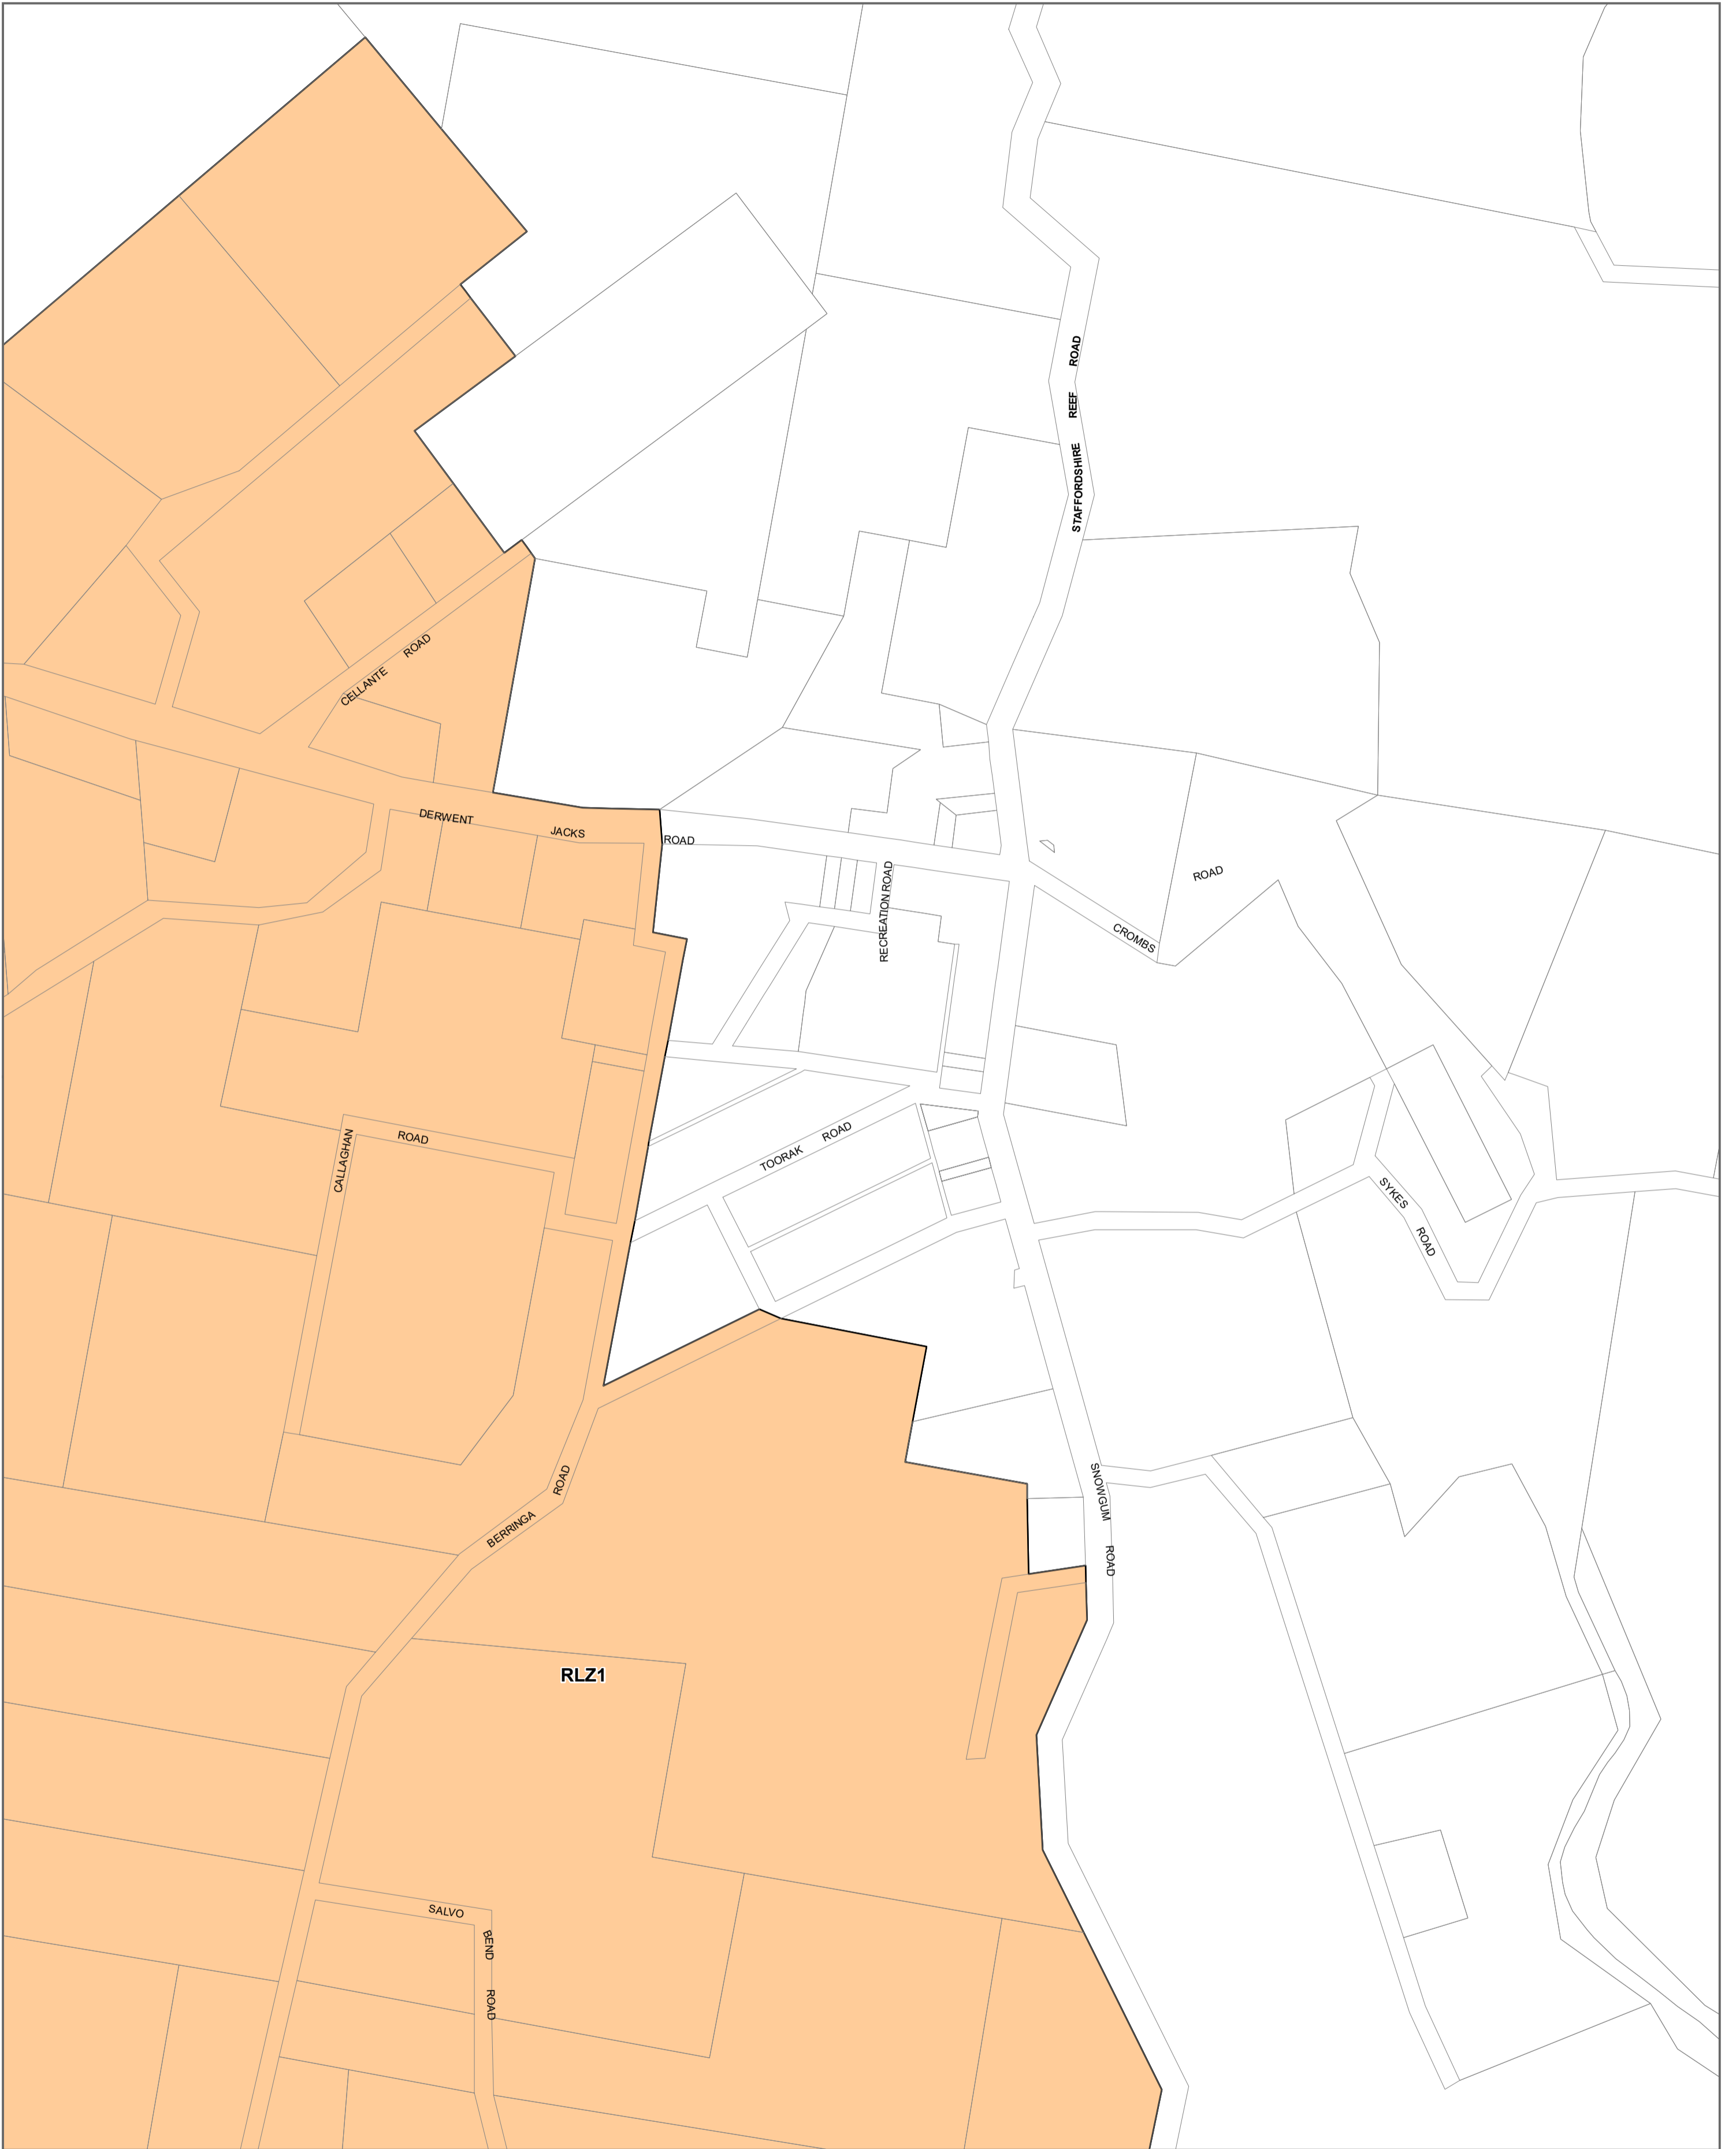 STAFFORDSHIRE REEF ROAD
CELLANTE ROAD
DERWENT JACKS ROAD
RECREATION ROAD
ROAD
CROMBS
CALLAGHAN ROAD
TOORAK ROAD
SYKES ROAD
BERRINGA ROAD
SNOWGUM ROAD
RLZ1
SALVO BEND ROAD